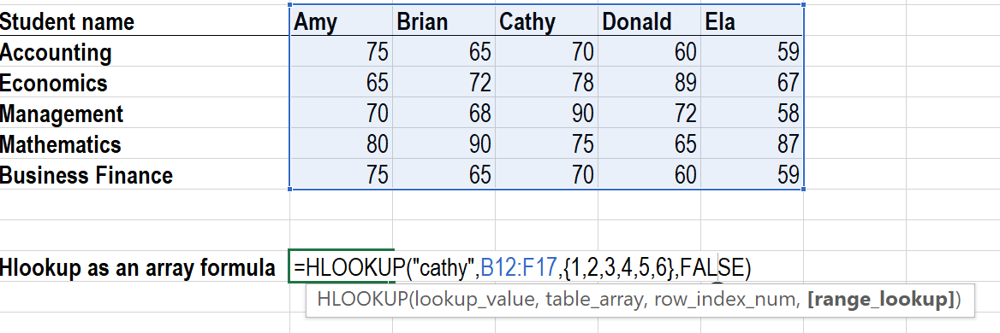 Student name Amy Brian Cathy Donald Ela
Accounting 75 65 70 60 59
Economics 65 72 78 89 67
Management 70 68 90 72 58
Mathematics 80 90 75 65 87
Business Finance 75 65 70 60 59
Hlookup as an array formula =HLOOKUP("cathy",B12:F17,{1,2,3,4,5,6},FALSE)
HLOOKUP(lookup_value, table_array, row_index_num, [range_lookup])